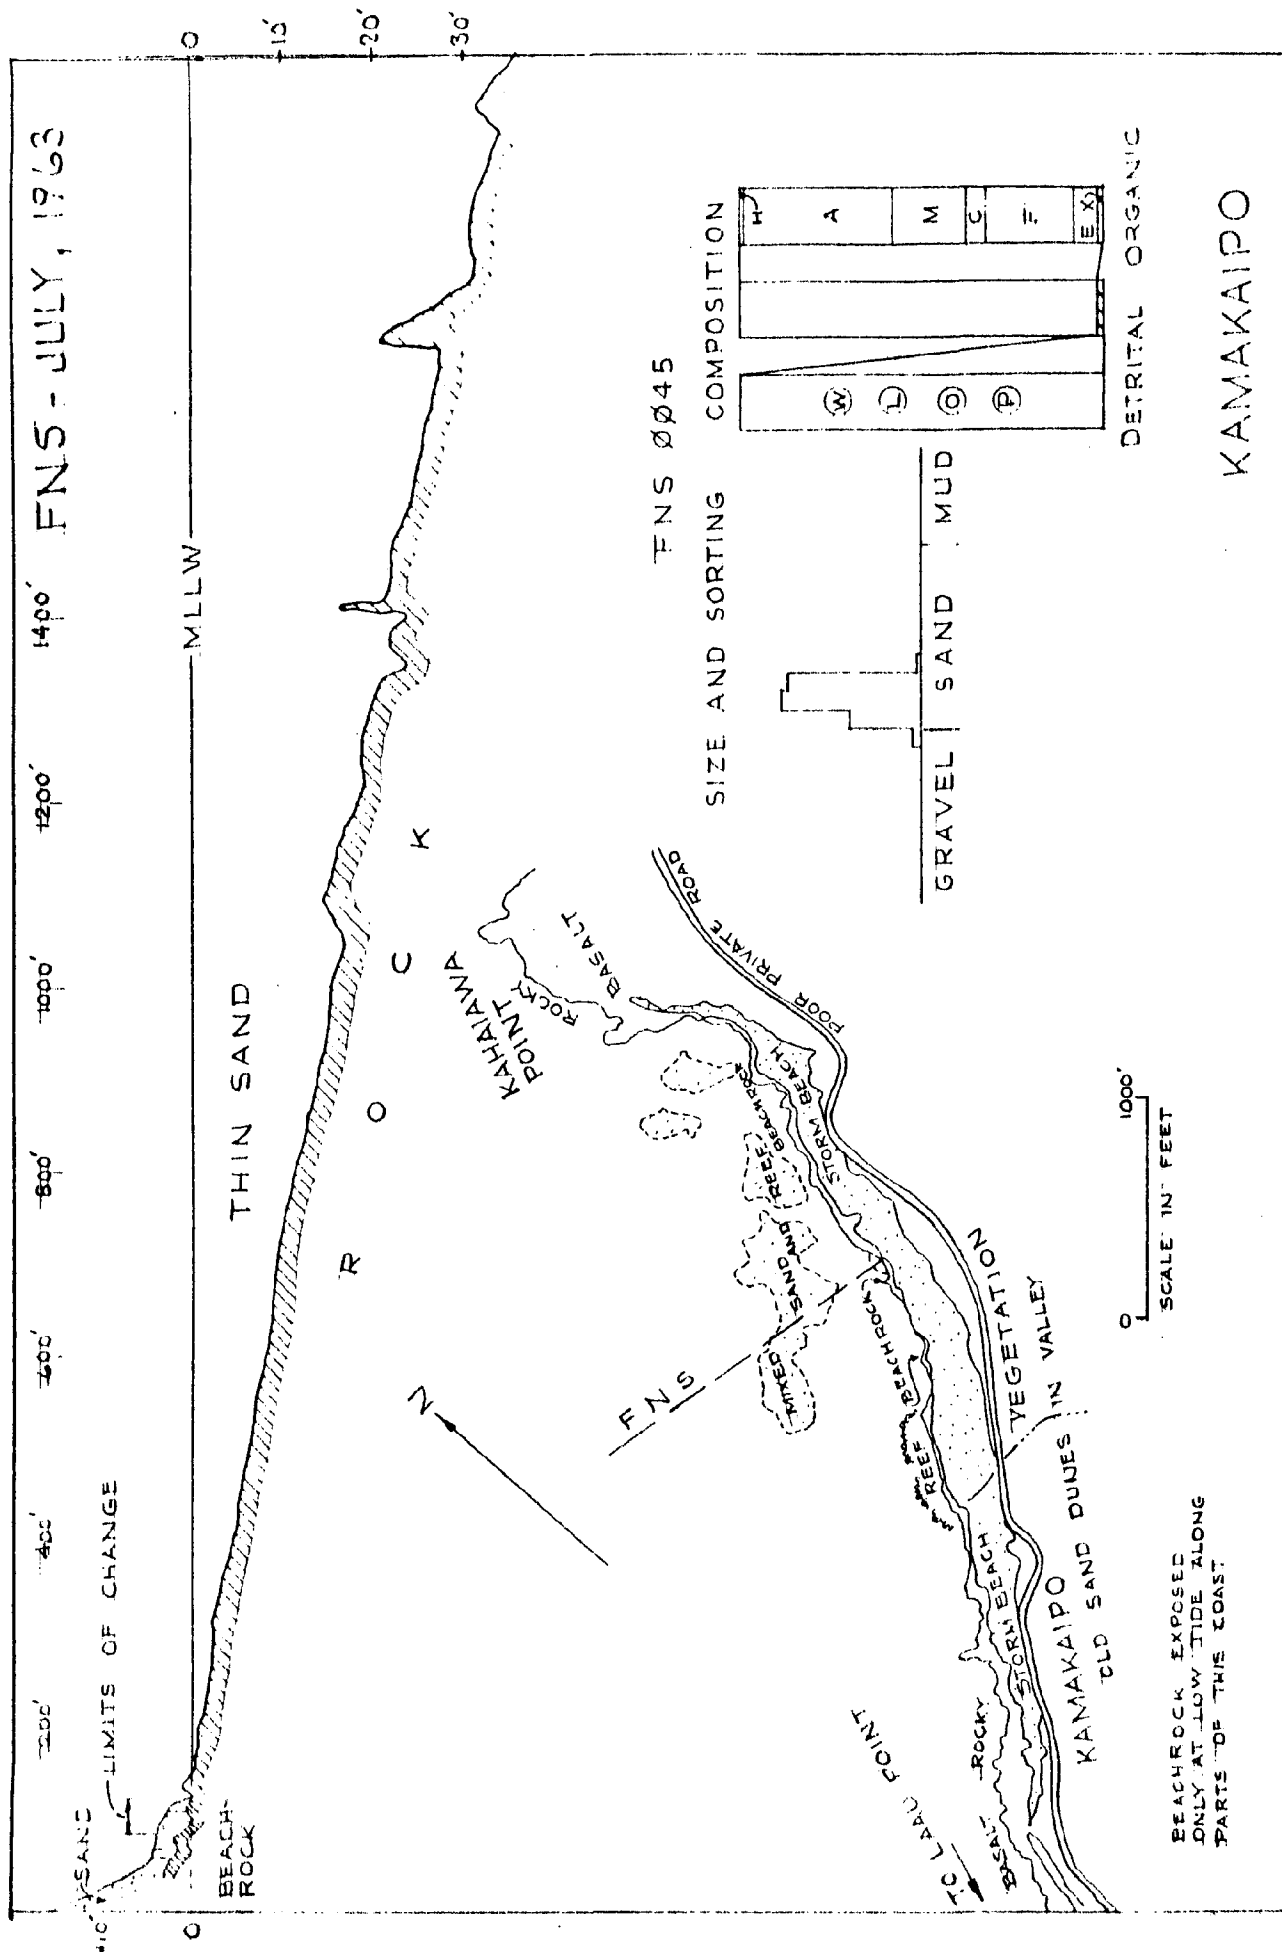 FNS - JULY, 1963
200'
400'
600'
800'
1000'
1200'
1400'
+10'
SAND
LIMITS OF CHANGE
0
MLLW
0
10'
20'
30'
BEACH-
ROCK
THIN SAND
R O C K
N
FNS
KAHAIAWA
POINT
ROCKY
BASALT
MIXED SAND AND REEF
BEACHROCK
STORM BEACH
POOR PRIVATE ROAD
BEACHROCK
BEACHROCK
REEF
VEGETATION
IN VALLEY
STORM BEACH
ROCKY
BASALT
TO LAAU POINT
KAMAKAIPO
OLD SAND DUNES
0 1000'
SCALE IN FEET
BEACHROCK EXPOSED
ONLY AT LOW TIDE ALONG
PARTS OF THIS COAST
FNS ØØ45
SIZE AND SORTING
GRAVEL SAND MUD
COMPOSITION
W
L
O
P
H
A
M
C
F
E
X
DETRITAL ORGANIC
KAMAKAIPO